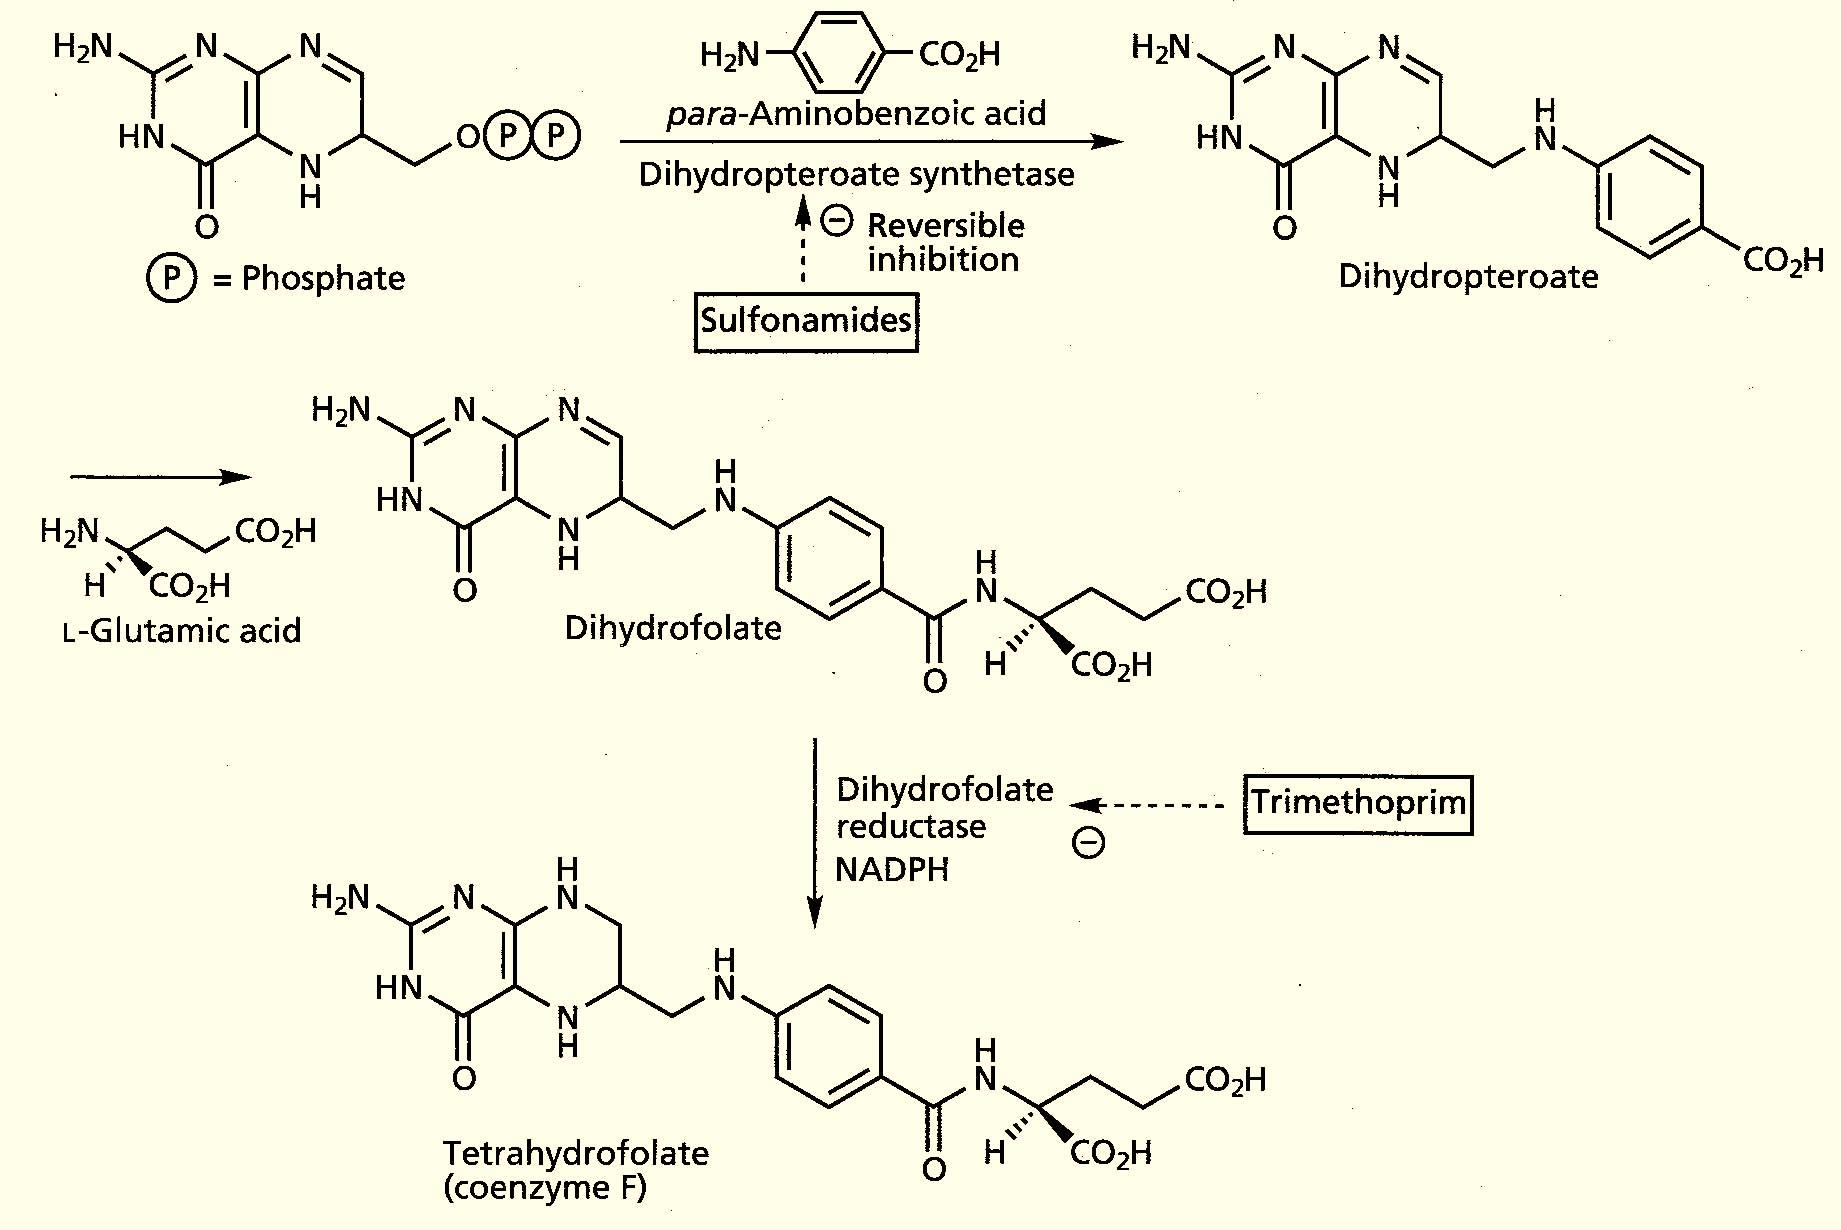 H₂N N N
HN N H
O
OPP
P = Phosphate
H₂N CO₂H
para-Aminobenzoic acid
Dihydropteroate synthetase
⊖ Reversible
inhibition
Sulfonamides
H₂N N N
HN N H
O
H
N
CO₂H
Dihydropteroate
H₂N CO₂H
H CO₂H
L-Glutamic acid
H₂N N N
HN N H
O
H
N
H
N
O
H CO₂H
CO₂H
Dihydrofolate
Dihydrofolate
reductase
NADPH
⊖
Trimethoprim
H
H₂N N N
HN N H
O
H
N
H
N
O
H CO₂H
CO₂H
Tetrahydrofolate
(coenzyme F)